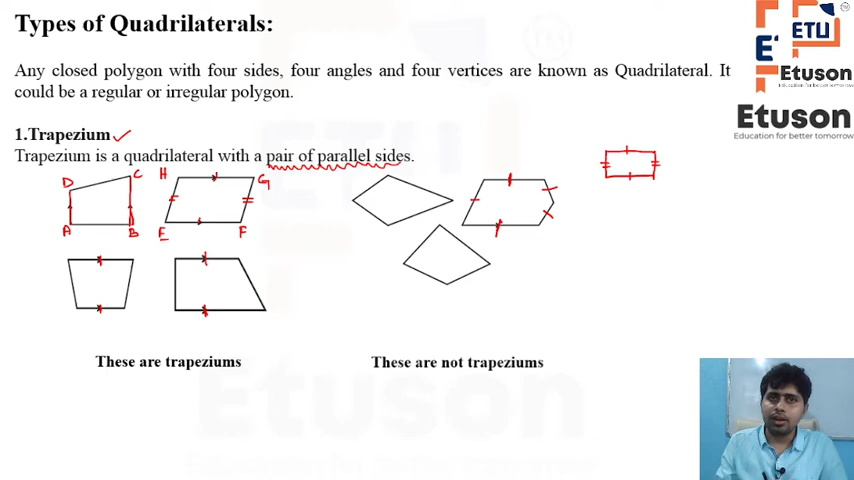 Types of Quadrilaterals:
ETU
Etuson
Any closed polygon with four sides, four angles and four vertices are known as Quadrilateral. It
could be a regular or irregular polygon.
Etuson
Education for better tomorrow
1.Trapezium
Trapezium is a quadrilateral with a pair of parallel sides.
D C H G
A B E F
These are trapeziums These are not trapeziums
Etuson